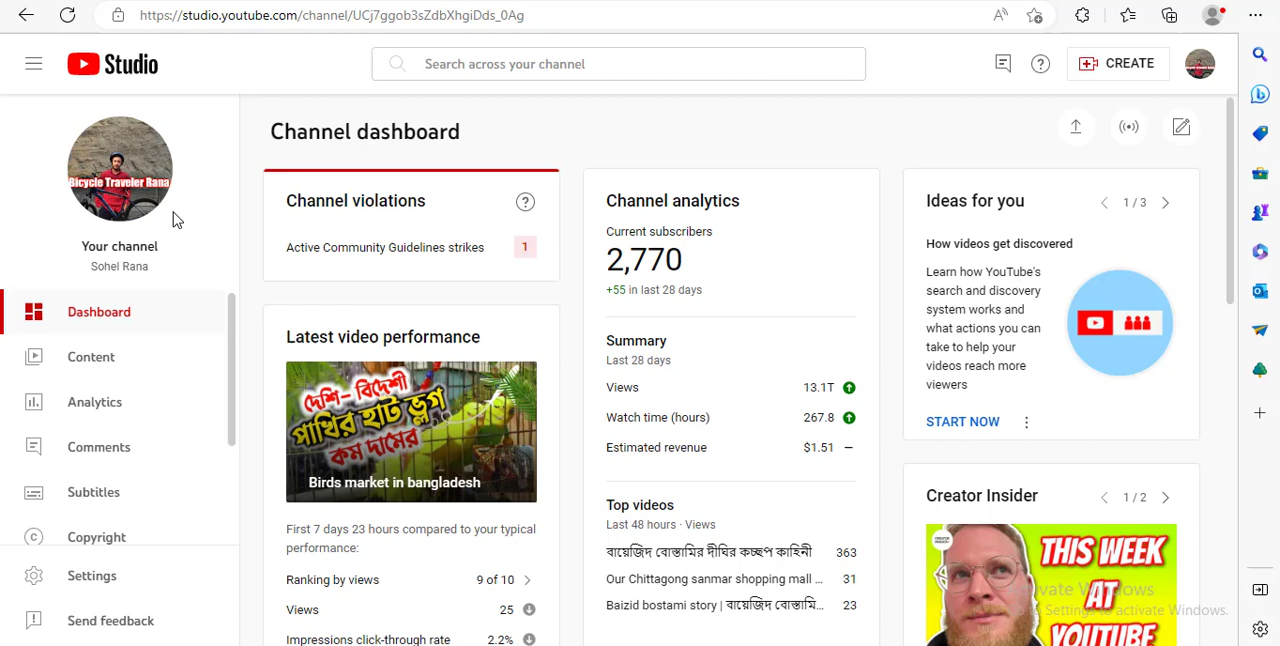 https://studio.youtube.com/channel/UCj7ggob3sZdbXhgiDds_0Ag
Studio
Search across your channel
CREATE
Bicycle Traveler Rana
Your channel
Sohel Rana
Dashboard
Content
Analytics
Comments
Subtitles
Copyright
Settings
Send feedback
Channel dashboard
Channel violations
Active Community Guidelines strikes 1
Latest video performance
দেশি-বিদেশী
পাখির হাট ভ্লগ
কম দামের
Birds market in bangladesh
First 7 days 23 hours compared to your typical
performance:
Ranking by views 9 of 10
Views 25
Impressions click-through rate 2.2%
Channel analytics
Current subscribers
2,770
+55 in last 28 days
Summary
Last 28 days
Views 13.1T
Watch time (hours) 267.8
Estimated revenue $1.51 —
Top videos
Last 48 hours · Views
বায়েজিদ বোস্তামির দীঘির কচ্ছপ কাহিনী 363
Our Chittagong sanmar shopping mall ... 31
Baizid bostami story | বায়েজিদ বোস্তামি... 23
Ideas for you
1 / 3
How videos get discovered
Learn how YouTube's
search and discovery
system works and
what actions you can
take to help your
videos reach more
viewers
START NOW
Creator Insider
1 / 2
THIS WEEK
AT
YOUTUBE